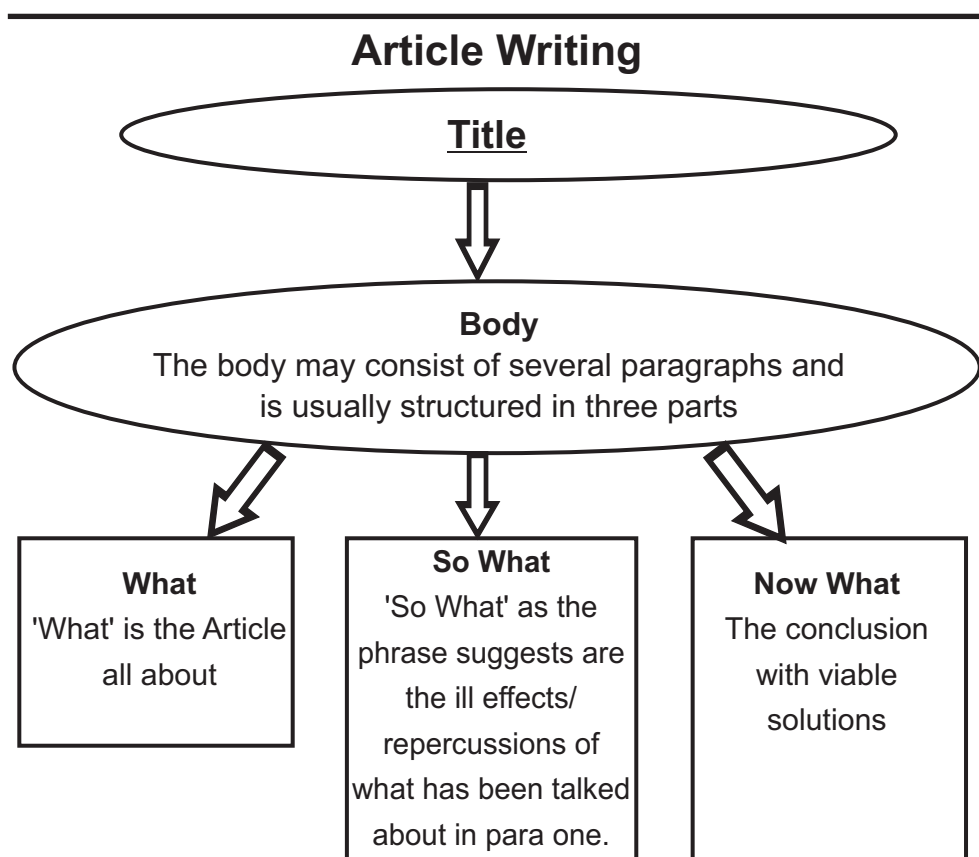 Article Writing
Title
Body
The body may consist of several paragraphs and
is usually structured in three parts
What
'What' is the Article
all about
So What
'So What' as the
phrase suggests are
the ill effects/
repercussions of
what has been talked
about in para one.
Now What
The conclusion
with viable
solutions